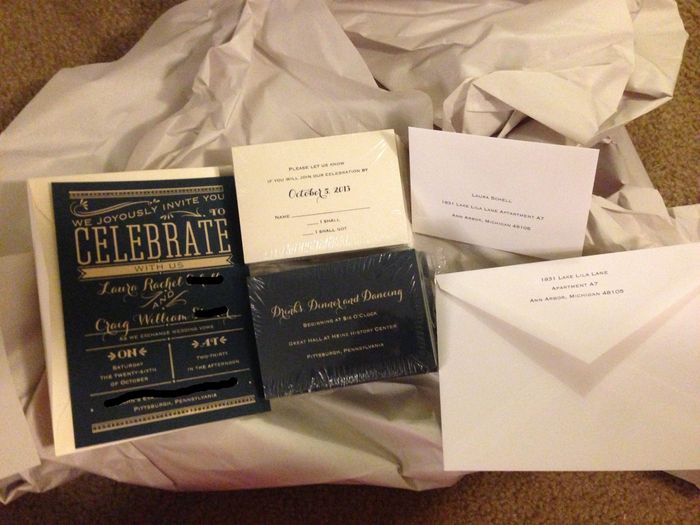 WE JOYOUSLY INVITE YOU
TO
CELEBRATE
WITH US
Laura Rachel
AND
Craig William
AS WE EXCHANGE WEDDING VOWS
ON
SATURDAY
THE TWENTY-SIXTH
OF OCTOBER
AT
TWO-THIRTY
IN THE AFTERNOON
PITTSBURGH, PENNSYLVANIA
PLEASE LET US KNOW
IF YOU WILL JOIN OUR CELEBRATION BY
October 5, 2013
NAME
I SHALL
I SHALL NOT
Drinks Dinner and Dancing
BEGINNING AT SIX O'CLOCK
GREAT HALL AT HEINZ HISTORY CENTER
PITTSBURGH, PENNSYLVANIA
LAURA SCHELL
1831 LAKE LILA LANE APARTMENT A7
ANN ARBOR, MICHIGAN 48105
1831 LAKE LILA LANE
APARTMENT A7
ANN ARBOR, MICHIGAN 48105